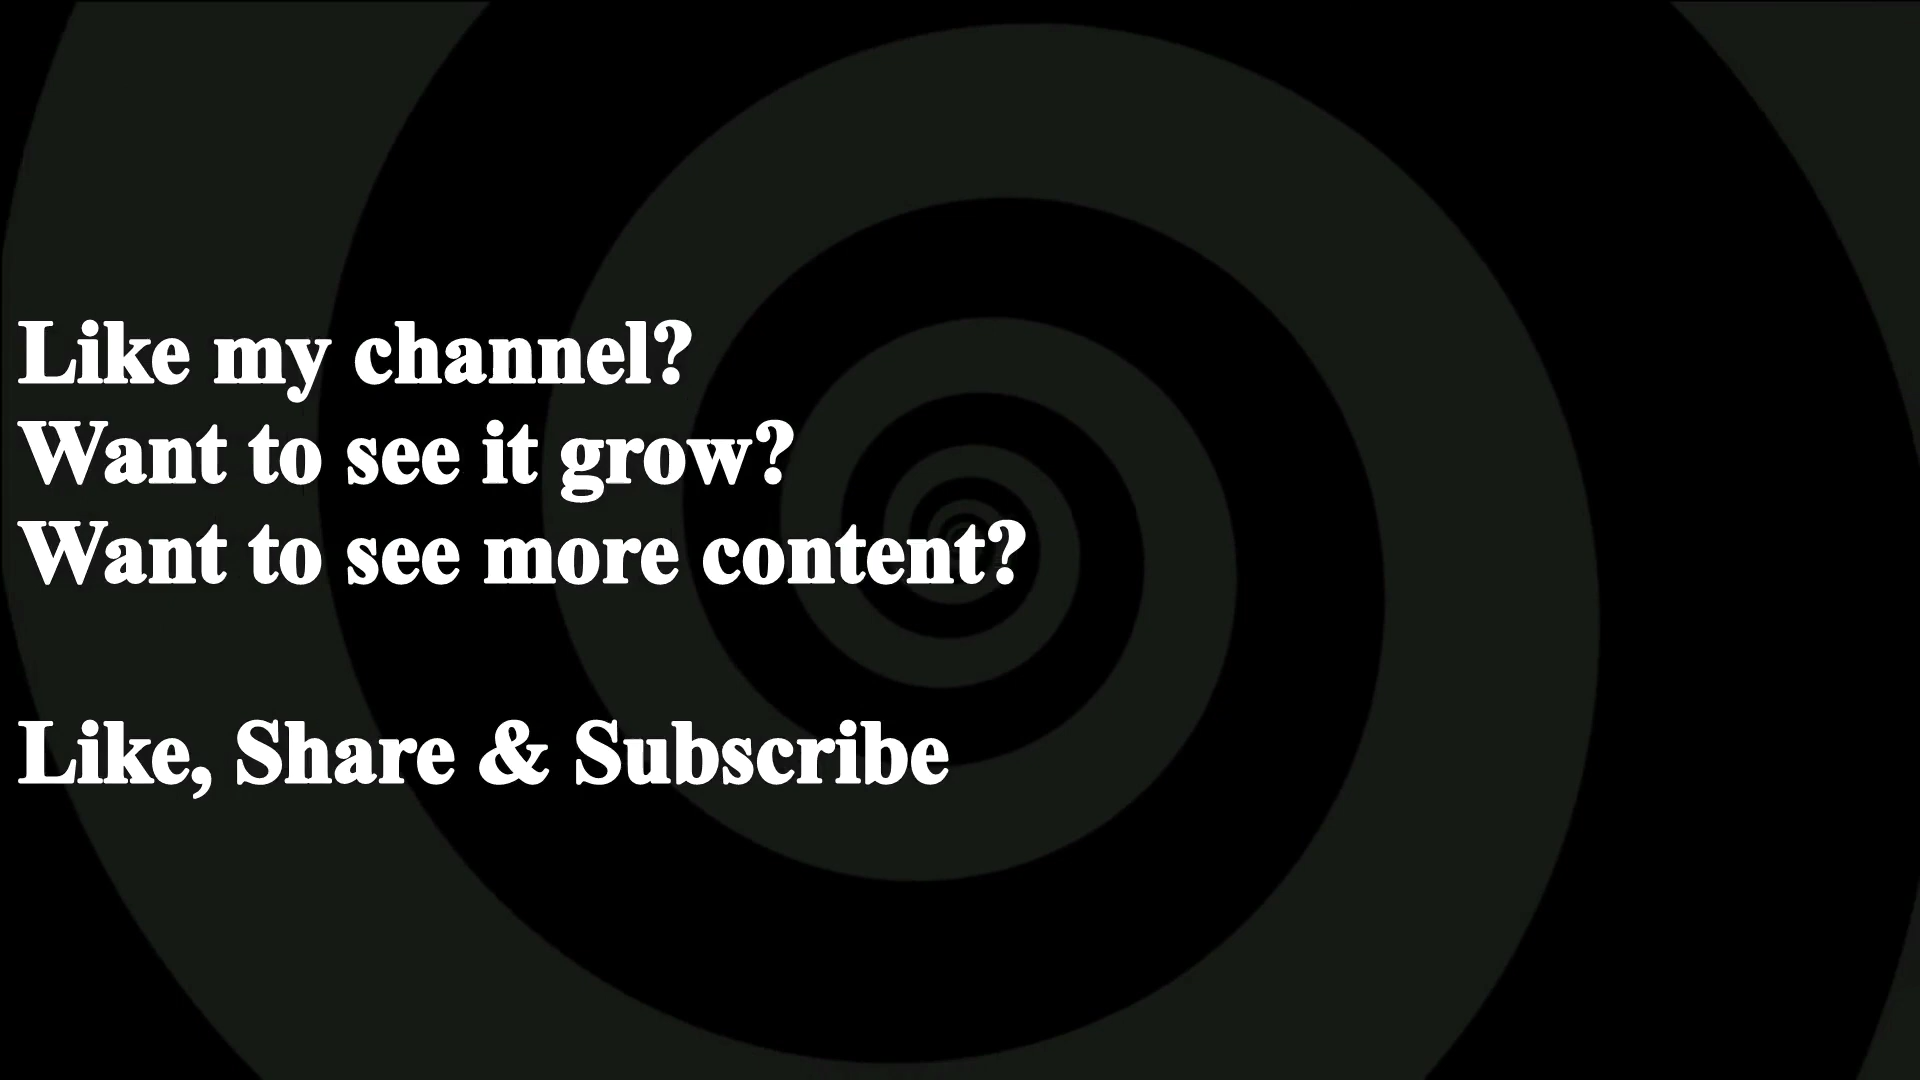 Like my channel?
Want to see it grow?
Want to see more content?
Like, Share & Subscribe